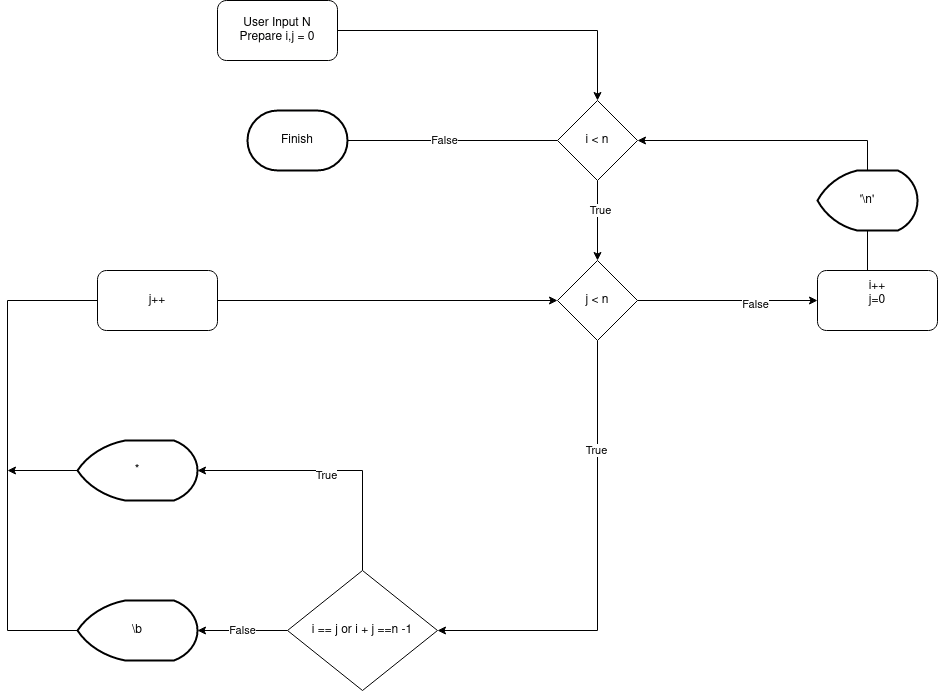 User Input N
Prepare i,j = 0
Finish
False
i < n
'\n'
True
j++
j < n
False
i++
j=0
True
*
True
\b
False
i == j or i + j ==n -1